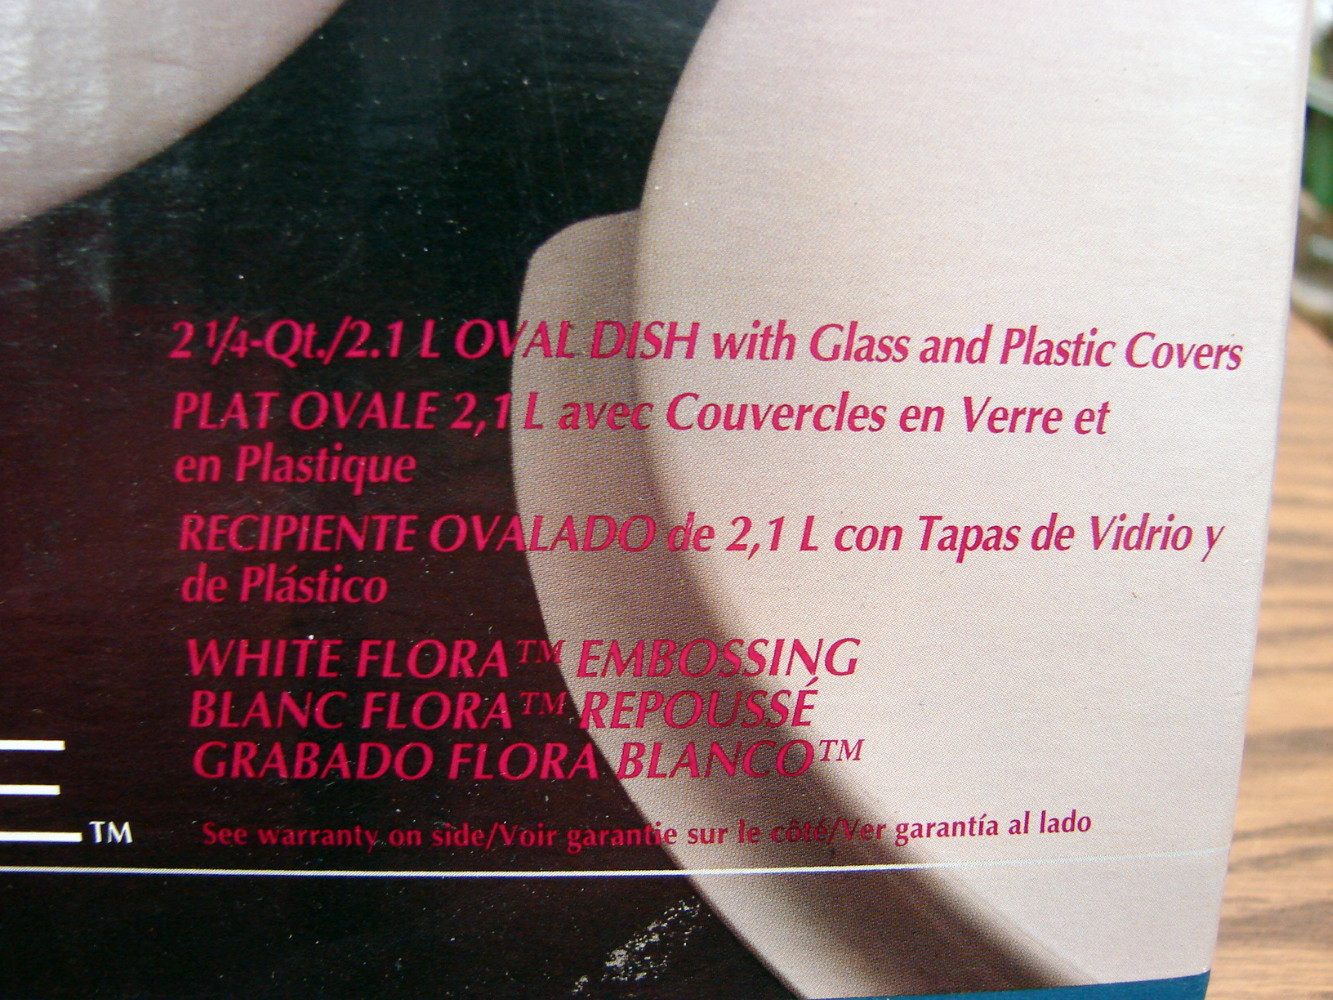 2 1/4-Qt./2.1 L OVAL DISH with Glass and Plastic Covers
PLAT OVALE 2,1 L avec Couvercles en Verre et
en Plastique
RECIPIENTE OVALADO de 2,1 L con Tapas de Vidrio y
de Plástico
WHITE FLORA™ EMBOSSING
BLANC FLORA™ REPOUSSÉ
GRABADO FLORA BLANCO™
™
See warranty on side/Voir garantie sur le côté/Ver garantía al lado